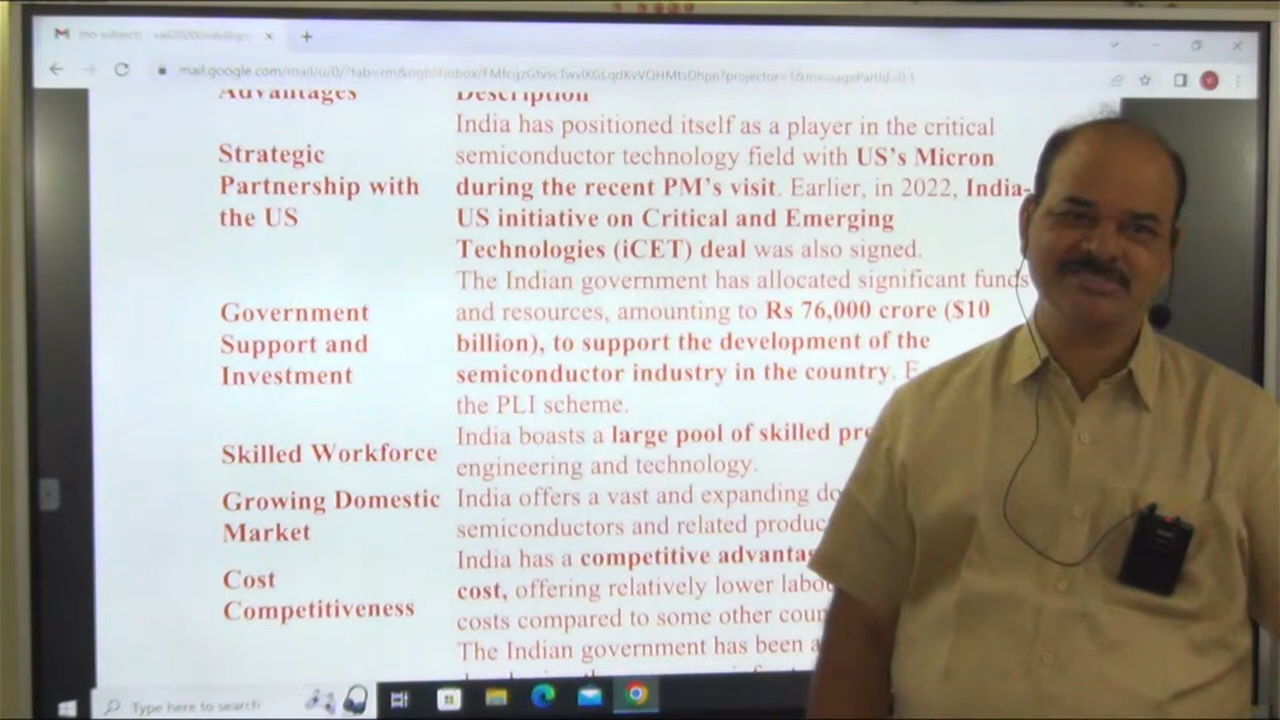 mail.google.com/mail/u/0/
Advantages Description
Strategic
Partnership with
the US
India has positioned itself as a player in the critical
semiconductor technology field with US's Micron
during the recent PM's visit. Earlier, in 2022, India-
US initiative on Critical and Emerging
Technologies (iCET) deal was also signed.
Government
Support and
Investment
The Indian government has allocated significant funds
and resources, amounting to Rs 76,000 crore ($10
billion), to support the development of the
semiconductor industry in the country.
the PLI scheme.
Skilled Workforce
India boasts a large pool of skilled
engineering and technology.
Growing Domestic
Market
India offers a vast and expanding
semiconductors and related
Cost
Competitiveness
India has a competitive
cost, offering relatively lower
costs compared to some other
The Indian government has been
Type here to search